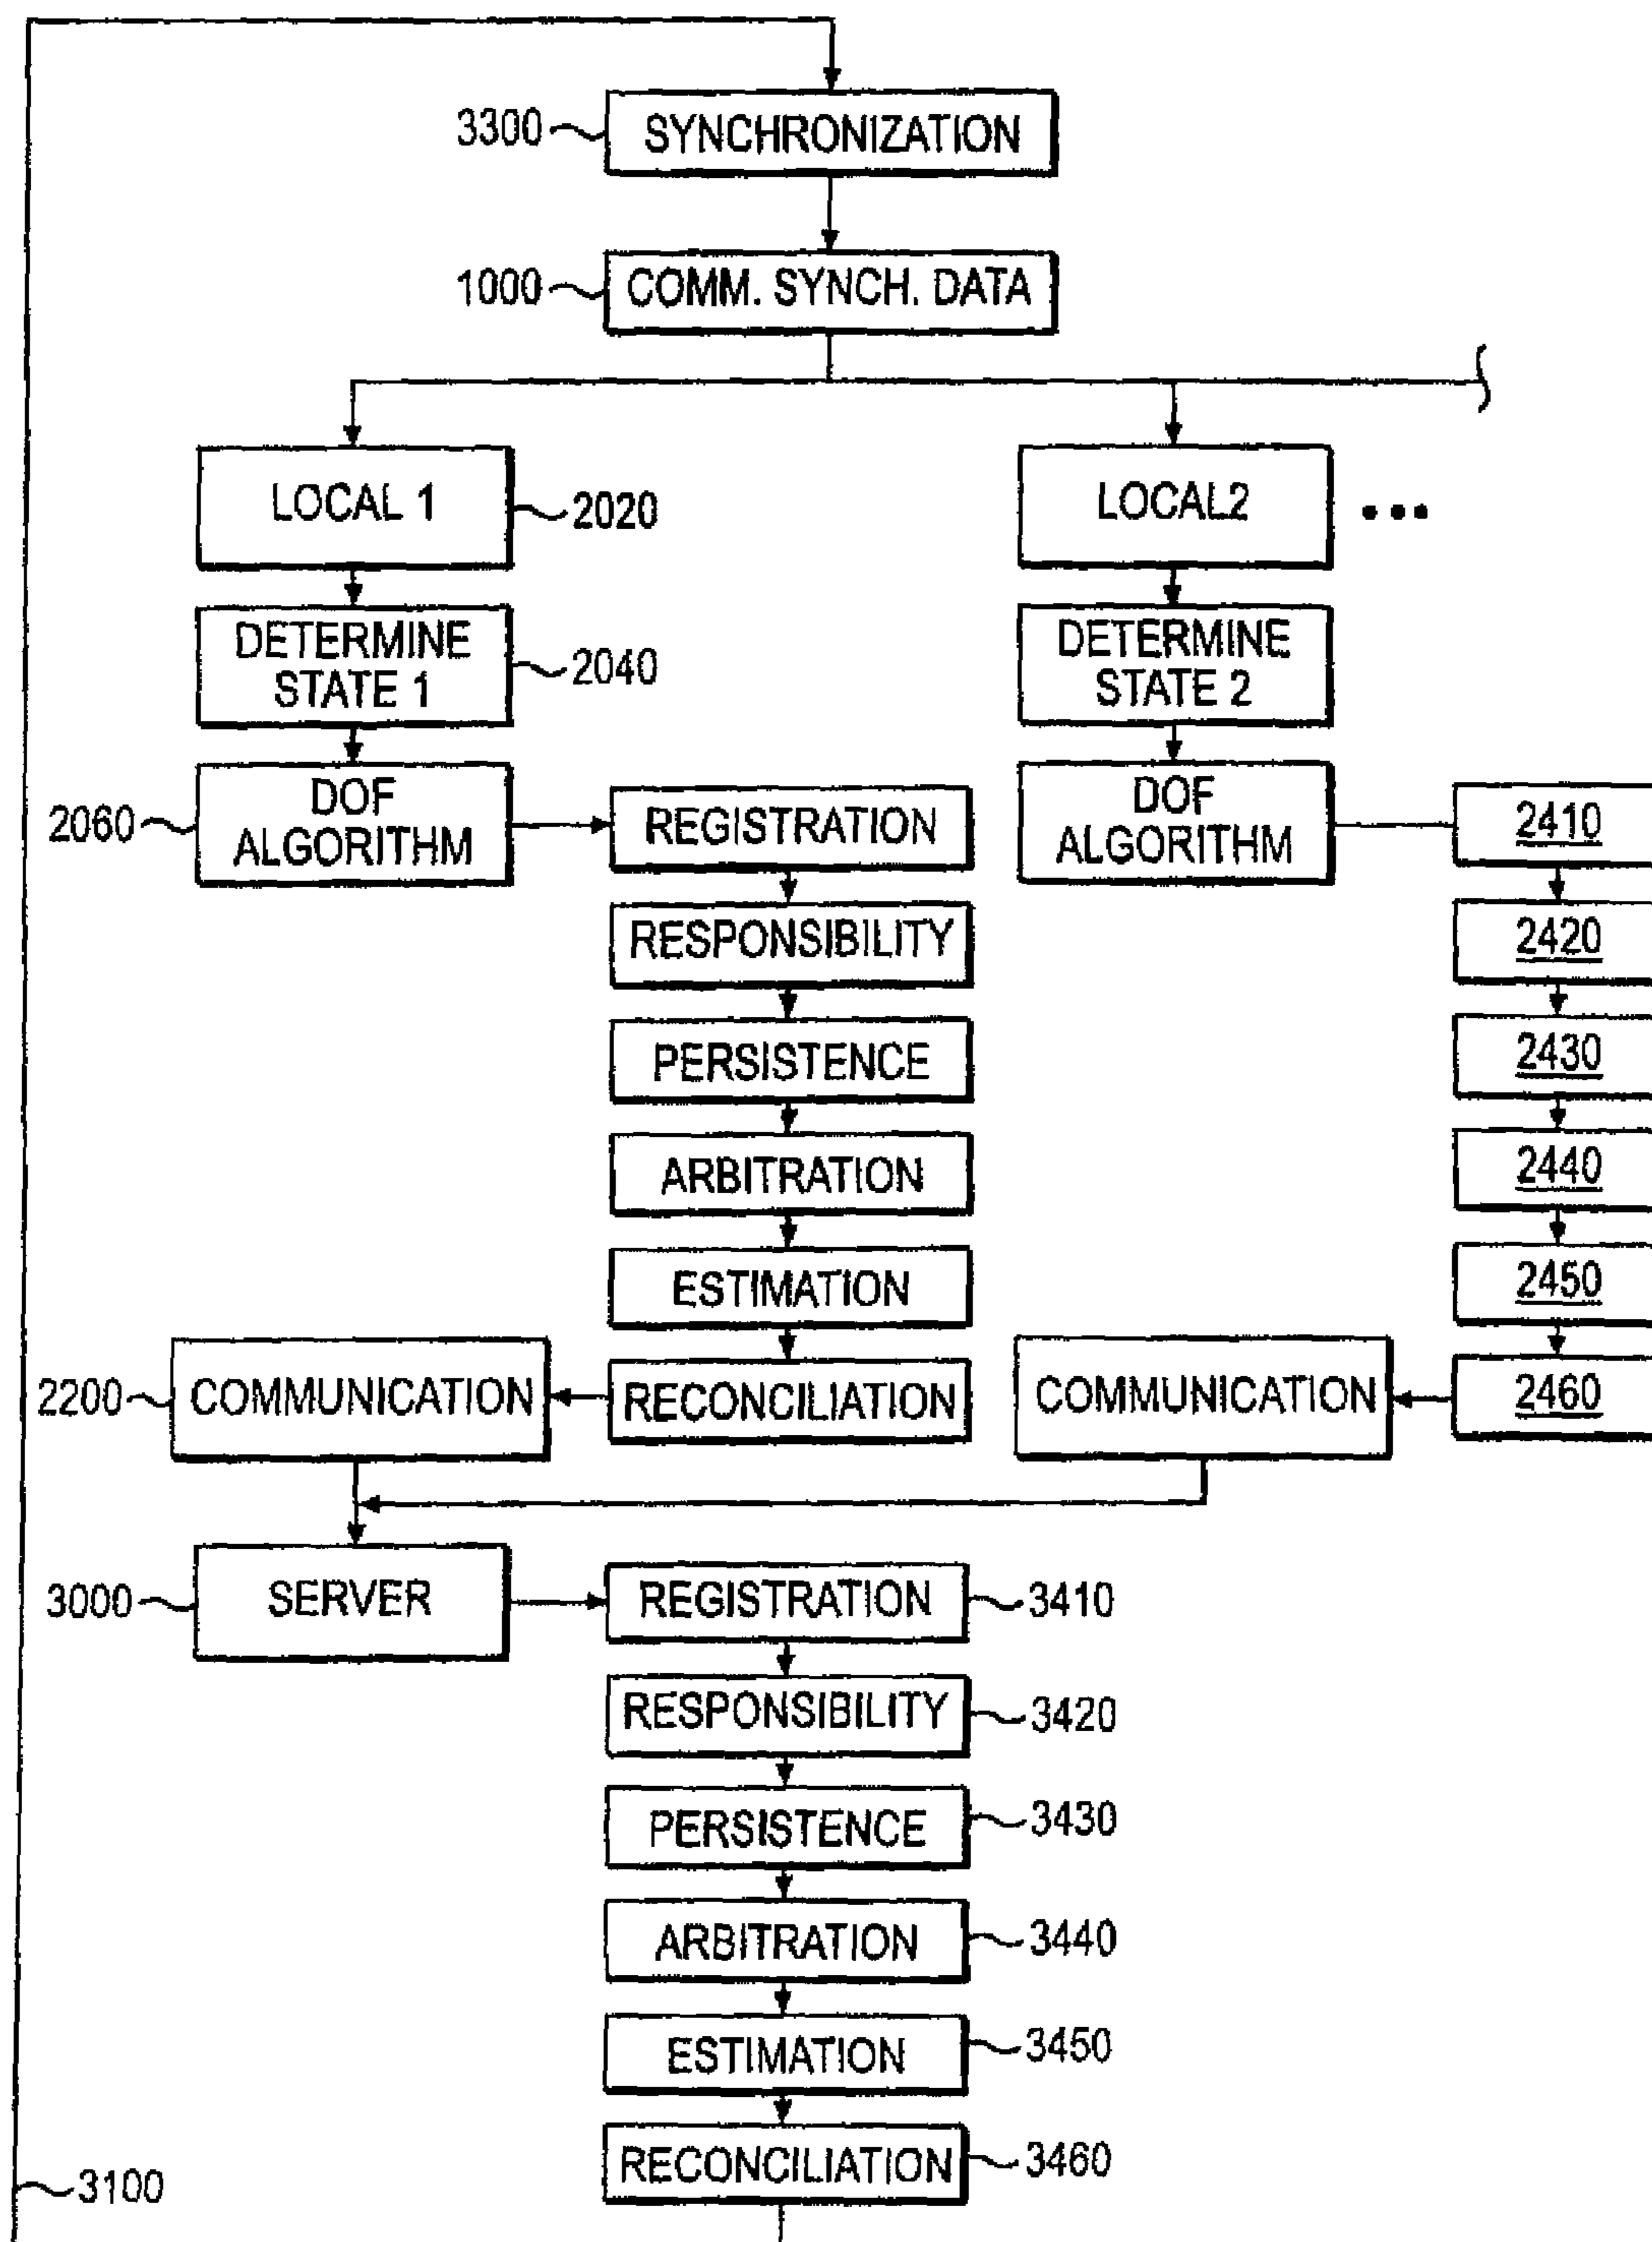 3300
SYNCHRONIZATION
1000
COMM. SYNCH. DATA
LOCAL 1
2020
LOCAL2
...
DETERMINE
STATE 1
2040
DETERMINE
STATE 2
2060
DOF
ALGORITHM
REGISTRATION
DOF
ALGORITHM
2410
RESPONSIBILITY
2420
PERSISTENCE
2430
ARBITRATION
2440
ESTIMATION
2450
2200
COMMUNICATION
RECONCILIATION
COMMUNICATION
2460
3000
SERVER
REGISTRATION
3410
RESPONSIBILITY
3420
PERSISTENCE
3430
ARBITRATION
3440
ESTIMATION
3450
RECONCILIATION
3460
3100